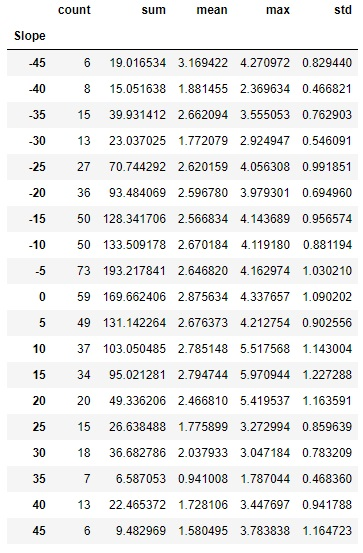 count sum mean max std
Slope
-45 6 19.016534 3.169422 4.270972 0.829440
-40 8 15.051638 1.881455 2.369634 0.466821
-35 15 39.931412 2.662094 3.555053 0.762903
-30 13 23.037025 1.772079 2.924947 0.546091
-25 27 70.744292 2.620159 4.056308 0.991851
-20 36 93.484069 2.596780 3.979301 0.694960
-15 50 128.341706 2.566834 4.143689 0.956574
-10 50 133.509178 2.670184 4.119180 0.881194
-5 73 193.217841 2.646820 4.162974 1.030210
0 59 169.662406 2.875634 4.337657 1.090202
5 49 131.142264 2.676373 4.212754 0.902556
10 37 103.050485 2.785148 5.517568 1.143004
15 34 95.021281 2.794744 5.970944 1.227288
20 20 49.336206 2.466810 5.419537 1.163591
25 15 26.638488 1.775899 3.272994 0.859639
30 18 36.682786 2.037933 3.047184 0.783209
35 7 6.587053 0.941008 1.787044 0.468360
40 13 22.465372 1.728106 3.447697 0.941788
45 6 9.482969 1.580495 3.783838 1.164723